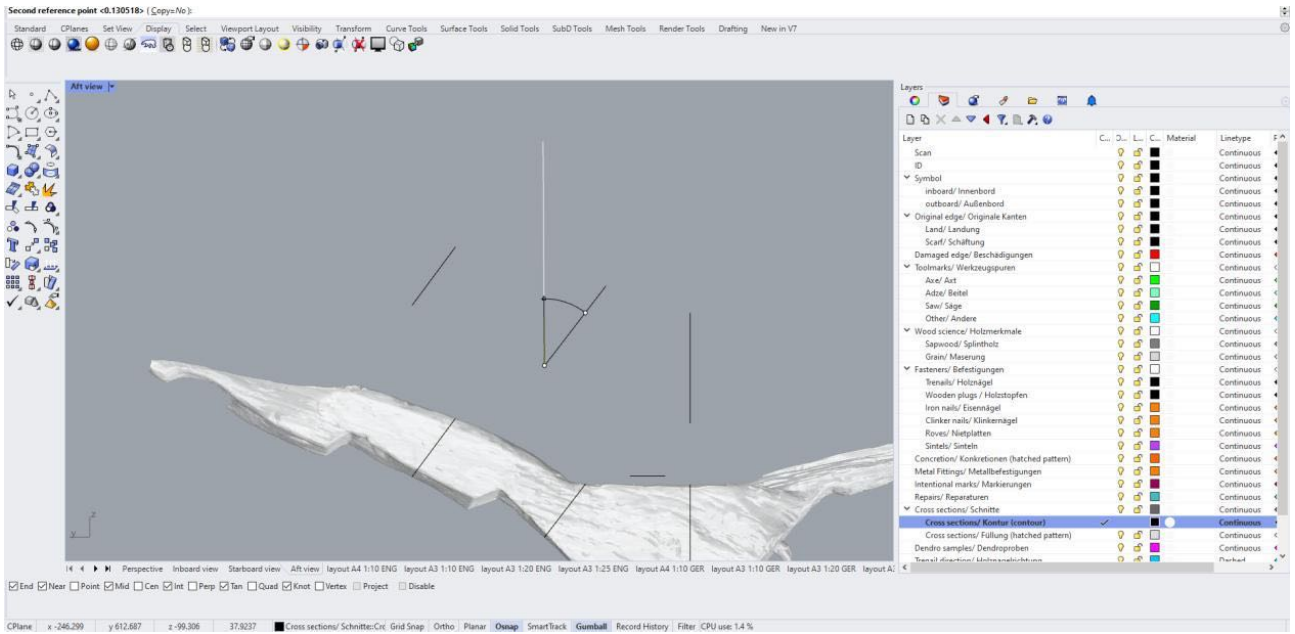 Second reference point <0.130518> ( Copy=No ):
Standard CPlanes Set View Display Select Viewport Layout Visibility Transform Curve Tools Surface Tools Solid Tools SubD Tools Mesh Tools Render Tools Drafting New in V7
Aft view
Layers
Layer C... D... L... C... Material Linetype
Scan Continuous
ID Continuous
Symbol Continuous
inboard/ Innenbord Continuous
outboard/ Außenbord Continuous
Original edge/ Originale Kanten Continuous
Land/ Landung Continuous
Scarf/ Schäftung Continuous
Damaged edge/ Beschädigungen Continuous
Toolmarks/ Werkzeugspuren Continuous
Axe/ Axt Continuous
Adze/ Beitel Continuous
Saw/ Säge Continuous
Other/ Andere Continuous
Wood science/ Holzmerkmale Continuous
Sapwood/ Splintholz Continuous
Grain/ Maserung Continuous
Fasteners/ Befestigungen Continuous
Trenails/ Holznägel Continuous
Wooden plugs / Holzstopfen Continuous
Iron nails/ Eisennägel Continuous
Clinker nails/ Klinkernägel Continuous
Roves/ Nietplatten Continuous
Sintels/ Sinteln Continuous
Concretion/ Konkretionen (hatched pattern) Continuous
Metal Fittings/ Metallbefestigungen Continuous
Intentional marks/ Markierungen Continuous
Repairs/ Reparaturen Continuous
Cross sections/ Schnitte Continuous
Cross sections/ Kontur (contour) Continuous
Cross sections/ Füllung (hatched pattern) Continuous
Dendro samples/ Dendroproben Continuous
Trenail direction/ Holznagelrichtung Dashed
z
y
Perspective Inboard view Starboard view Aft view layout A4 1:10 ENG layout A3 1:10 ENG layout A3 1:20 ENG layout A3 1:25 ENG layout A4 1:10 GER layout A3 1:10 GER layout A3 1:20 GER layout A
End Near Point Mid Cen Int Perp Tan Quad Knot Vertex Project Disable
CPlane x -246.299 y 612.687 z -99.306 37.9237 Cross sections/ Schnitte::Crc Grid Snap Ortho Planar Osnap SmartTrack Gumball Record History Filter CPU use: 1.4 %